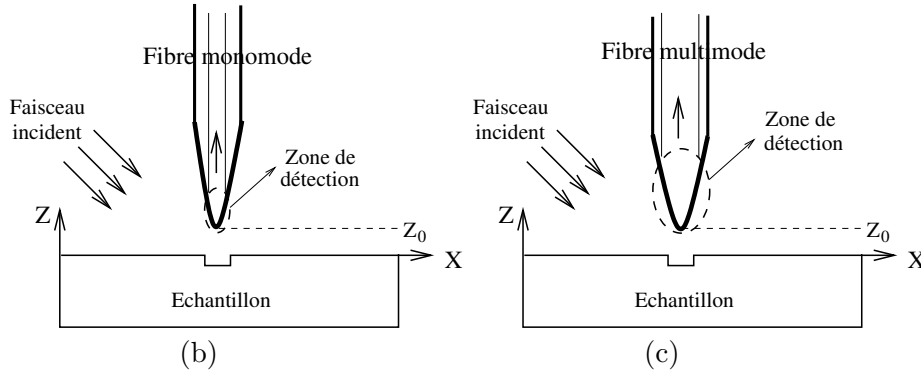 Fibre monomode
Faisceau
incident
Zone de
détection
Z
Z0
X
Echantillon
(b)
Fibre multimode
Faisceau
incident
Zone de
détection
Z
Z0
X
Echantillon
(c)